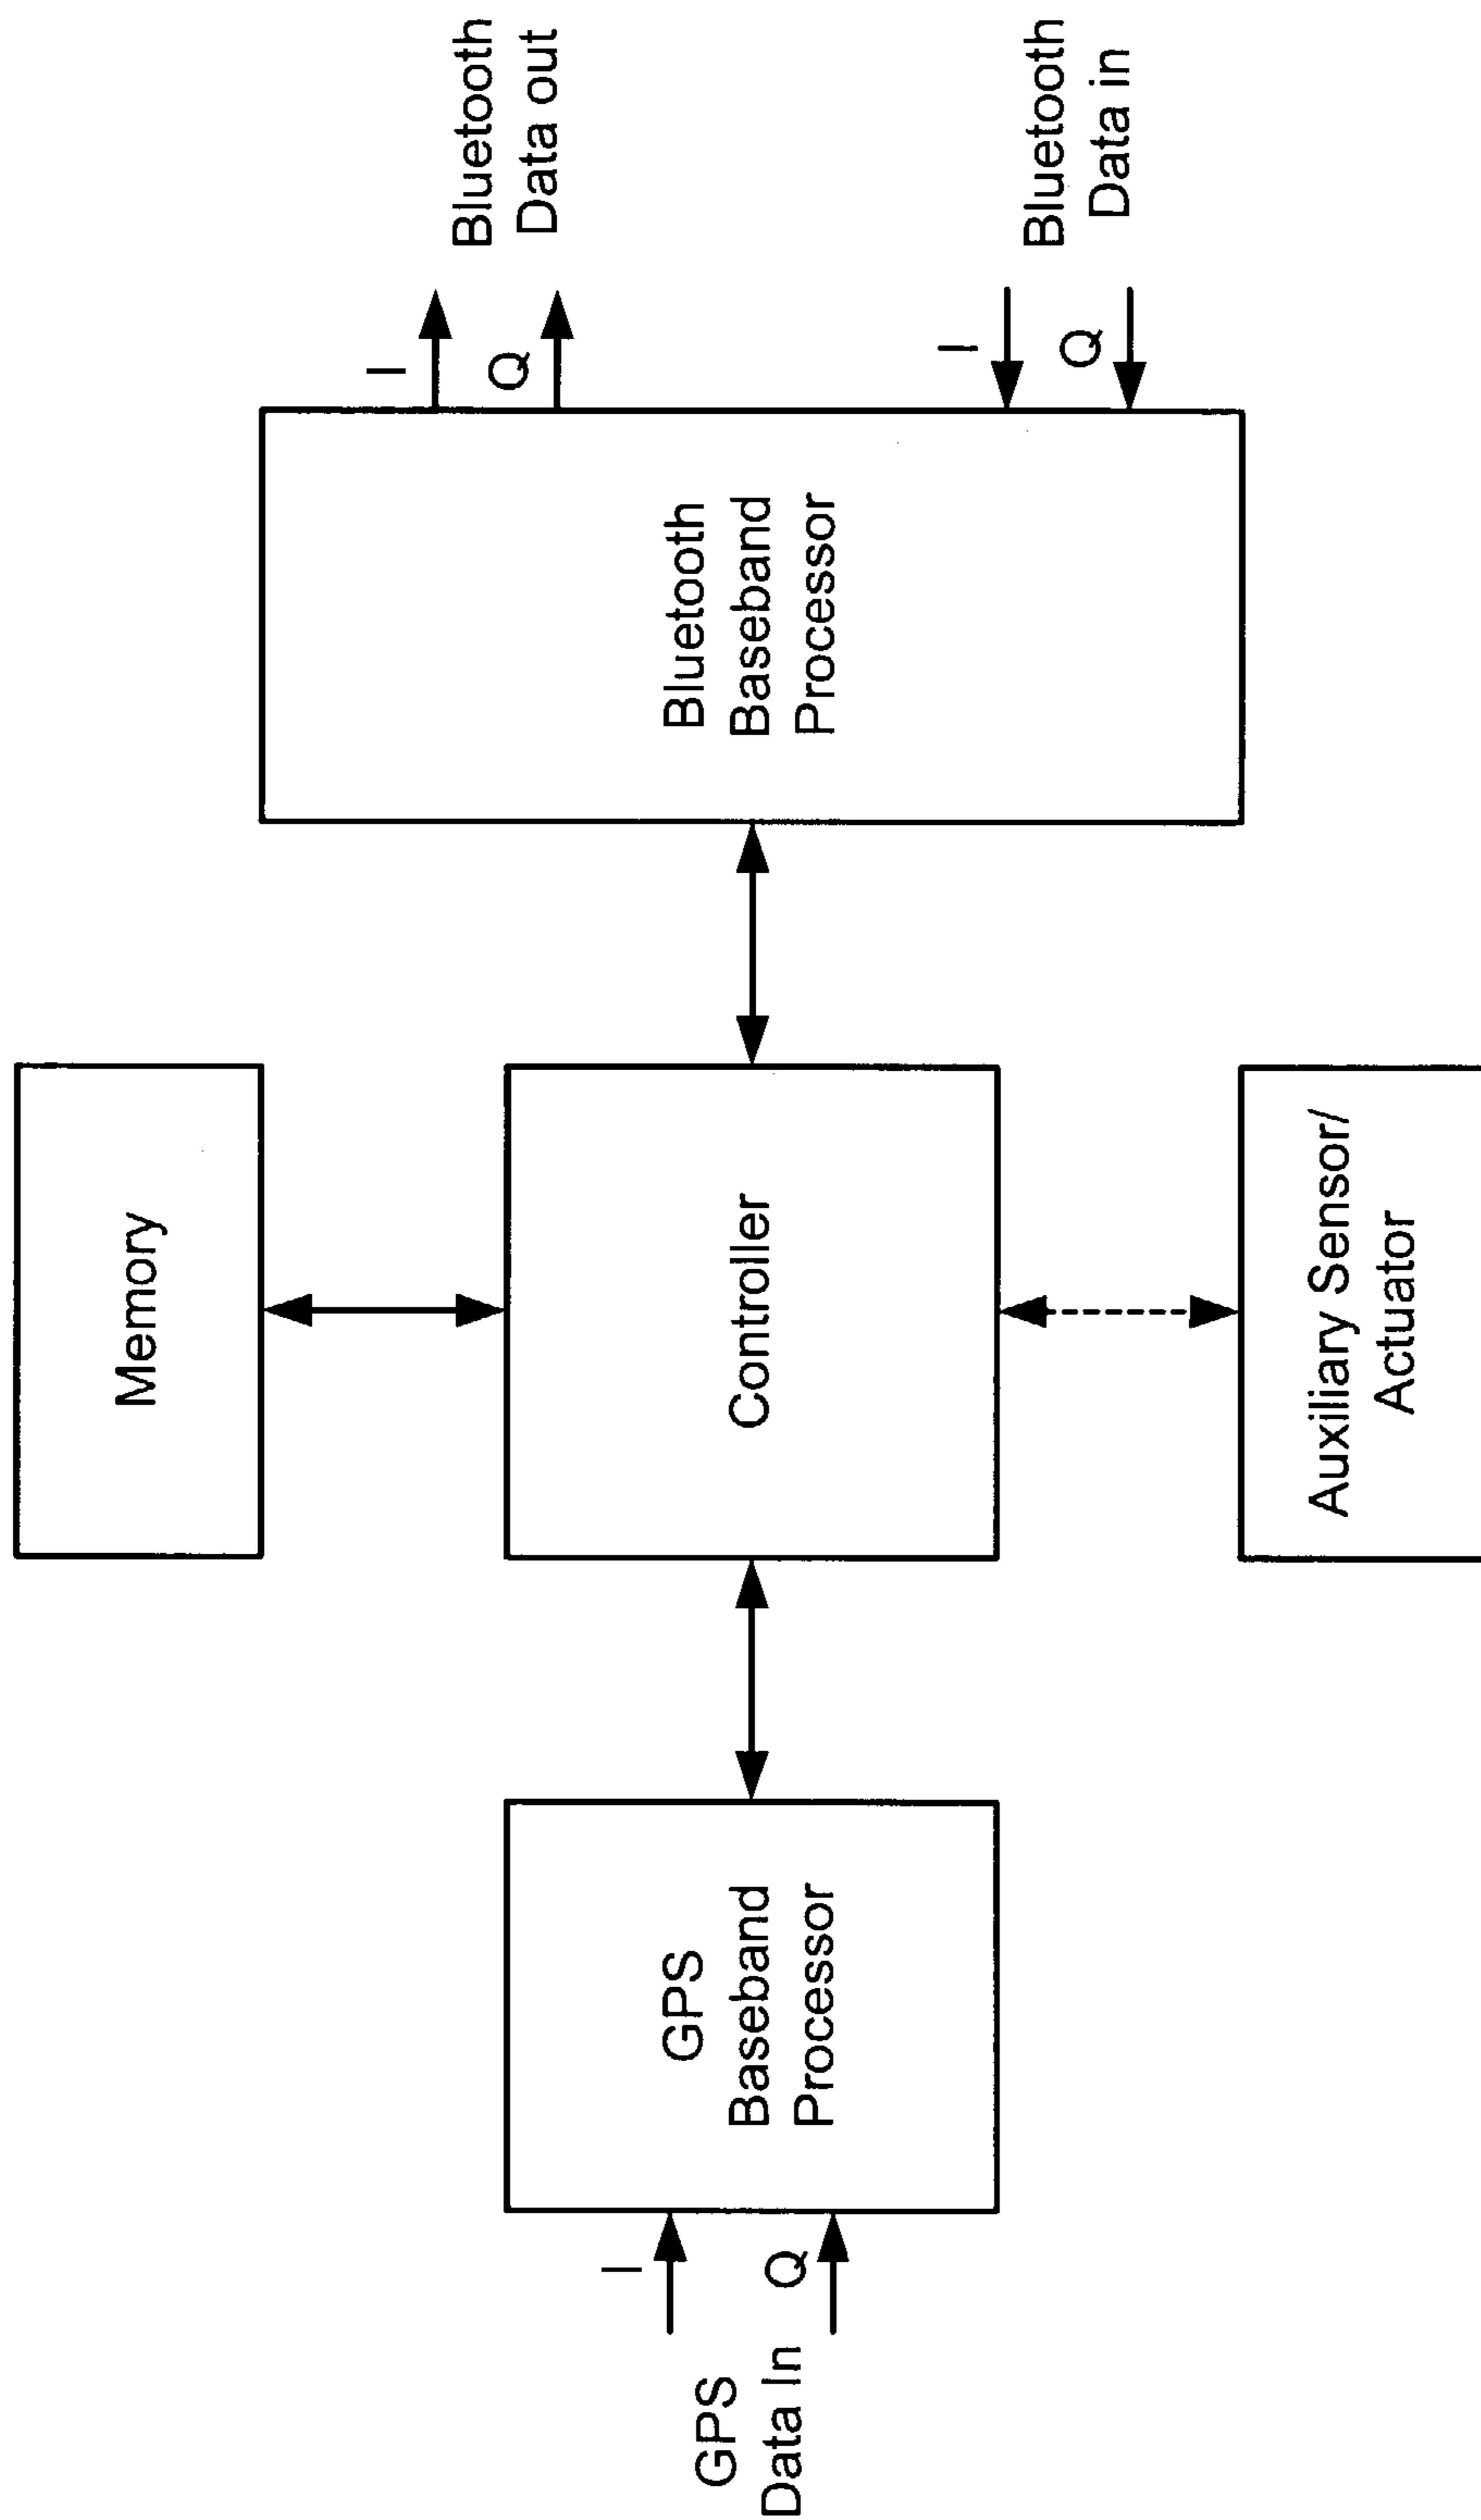 Memory
GPS
Data In
I
Q
GPS
Baseband
Processor
Controller
Bluetooth
Baseband
Processor
I
Q
Bluetooth
Data out
I
Q
Bluetooth
Data in
Auxiliary Sensor/
Actuator